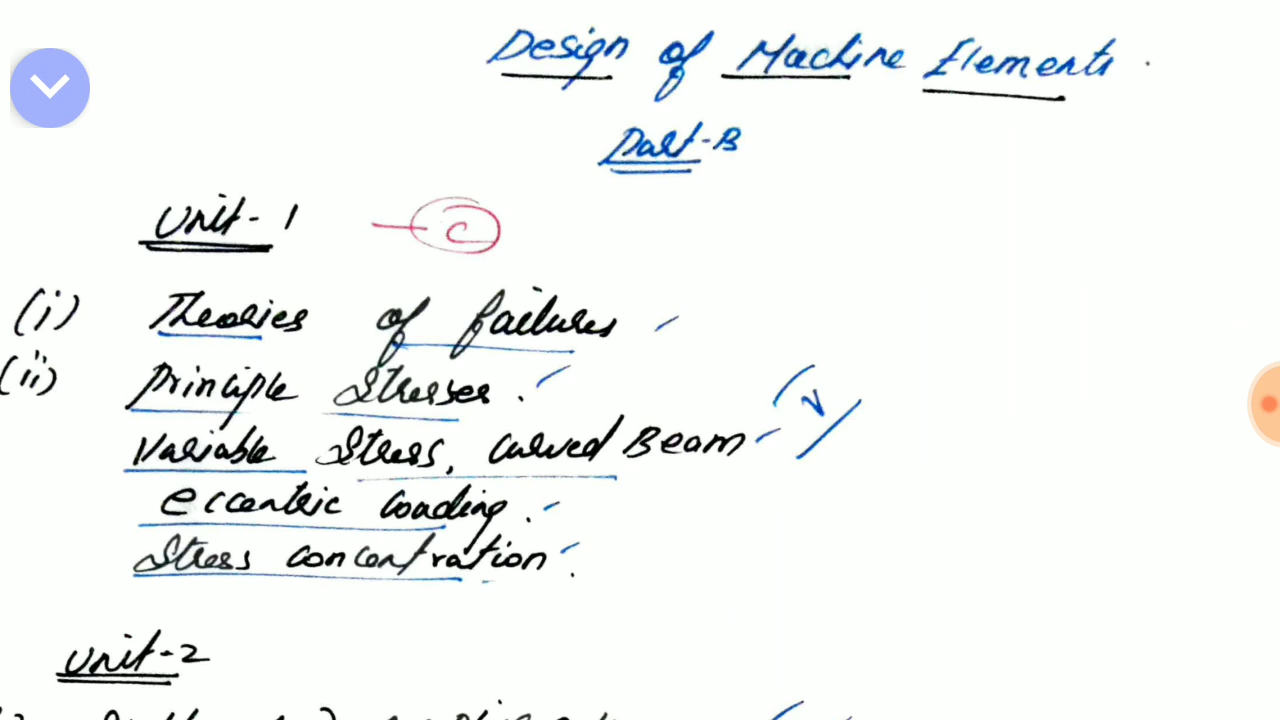 Design of Machine Elements
Part-B
Unit-1 - C
(i) Theories of failures
(ii) Principle Stresses.
Variable Stress, curved Beam
eccentric loading.
Stress concentration.
Unit-2